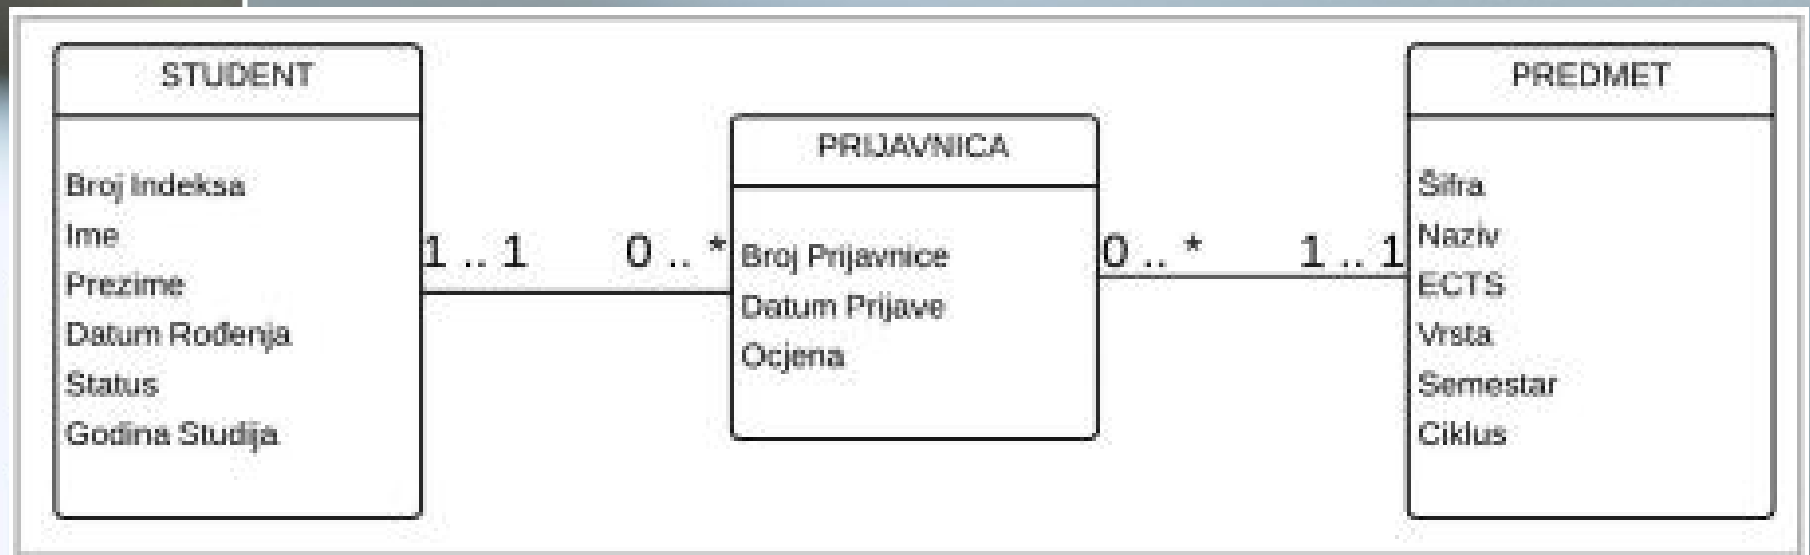 STUDENT
Broj Indeksa
Ime
Prezime
Datum Rođenja
Status
Godina Studija
1 .. 1
0 .. *
PRIJAVNICA
Broj Prijavnice
Datum Prijave
Ocjena
0 .. *
1 .. 1
PREDMET
Šifra
Naziv
ECTS
Vrsta
Semestar
Ciklus